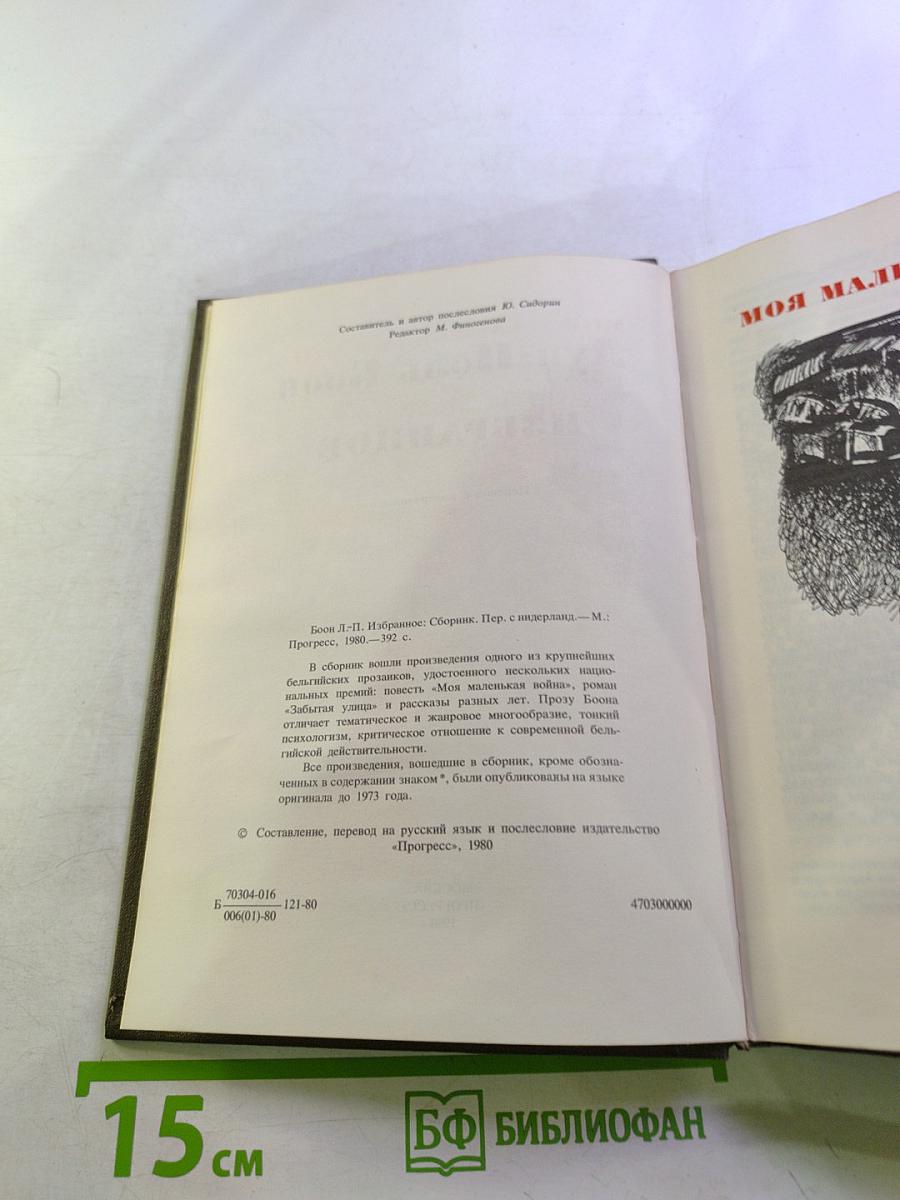 Составитель и автор послесловия Ю. Сидорин
Редактор М. Финогенова
Боон Л.-П. Избранное: Сборник. Пер. с нидерланд.— М.:
Прогресс, 1980.—392 с.
В сборник вошли произведения одного из крупнейших
бельгийских прозаиков, удостоенного нескольких нацио-
нальных премий: повесть «Моя маленькая война», роман
«Забытая улица» и рассказы разных лет. Прозу Боона
отличает тематическое и жанровое многообразие, тонкий
психологизм, критическое отношение к современной бель-
гийской действительности.
Все произведения, вошедшие в сборник, кроме обозна-
ченных в содержании знаком*, были опубликованы на языке
оригинала до 1973 года.
© Составление, перевод на русский язык и послесловие издательство
«Прогресс», 1980
Б 70304-016 121-80
006(01)-80
4703000000
МОЯ МАЛ
15 см
БФ БИБЛИОФАН